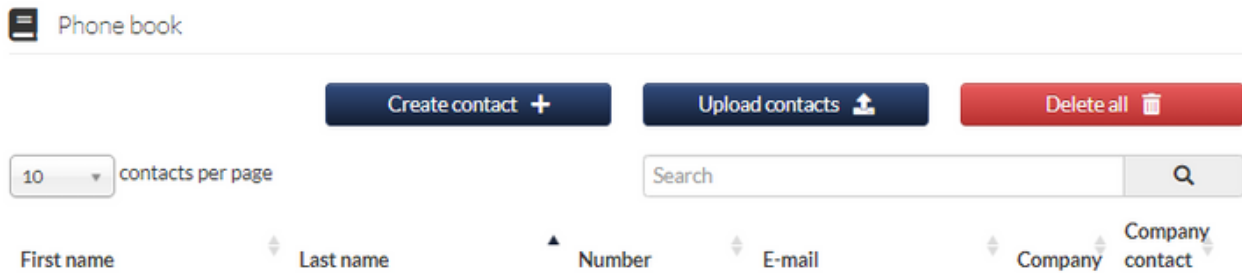 Phone book
Create contact Upload contacts Delete all
10 contacts per page Search
First name Last name Number E-mail Company Company contact